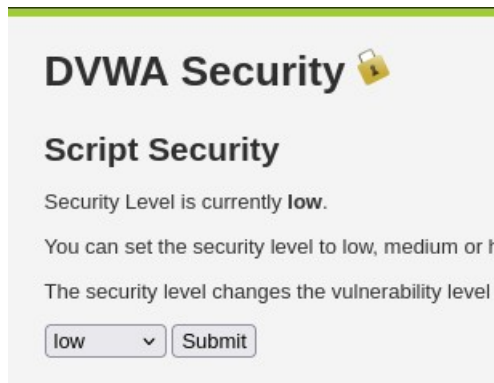 DVWA Security
Script Security
Security Level is currently low.
You can set the security level to low, medium or
The security level changes the vulnerability level
low
Submit